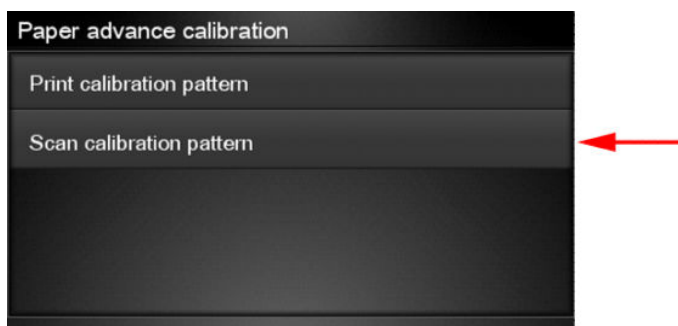 Paper advance calibration
Print calibration pattern
Scan calibration pattern